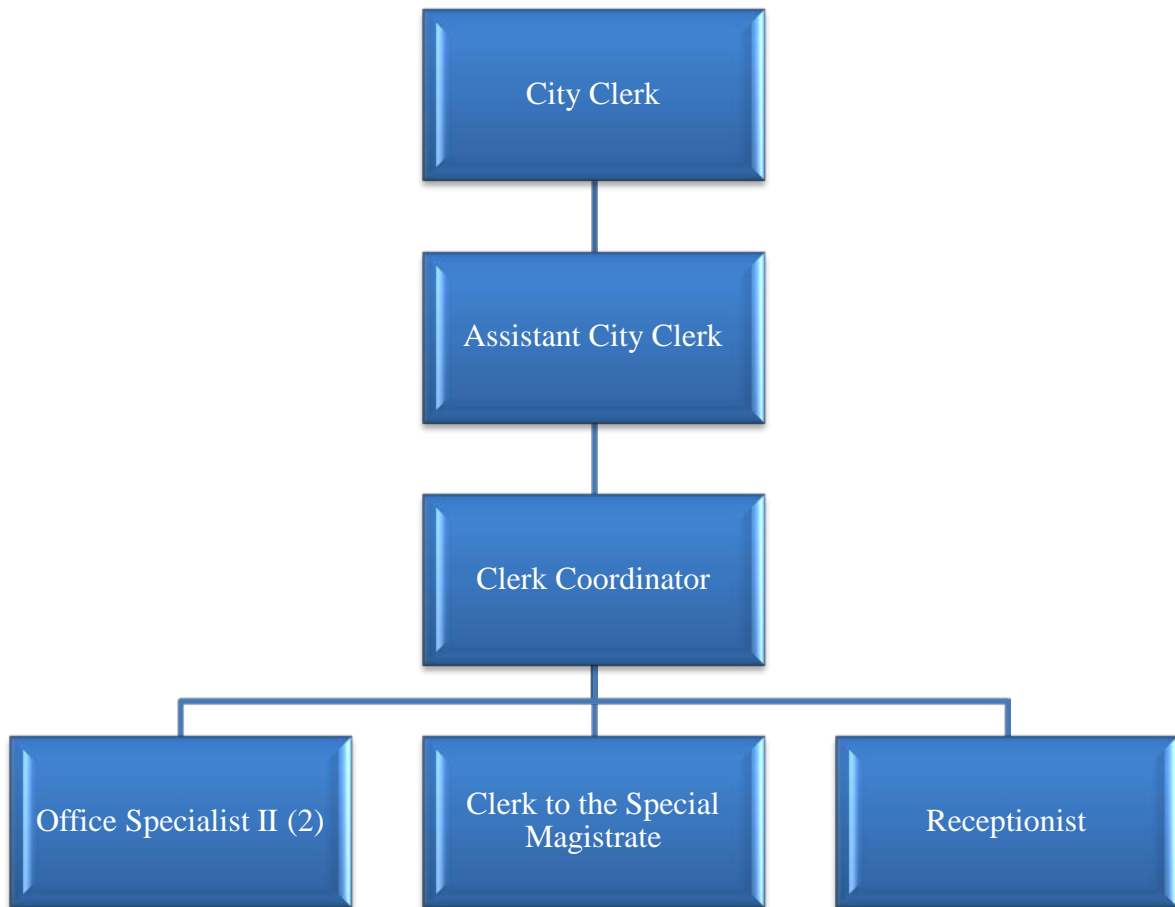 City Clerk
Assistant City Clerk
Clerk Coordinator
Office Specialist II (2)
Clerk to the Special
Magistrate
Receptionist